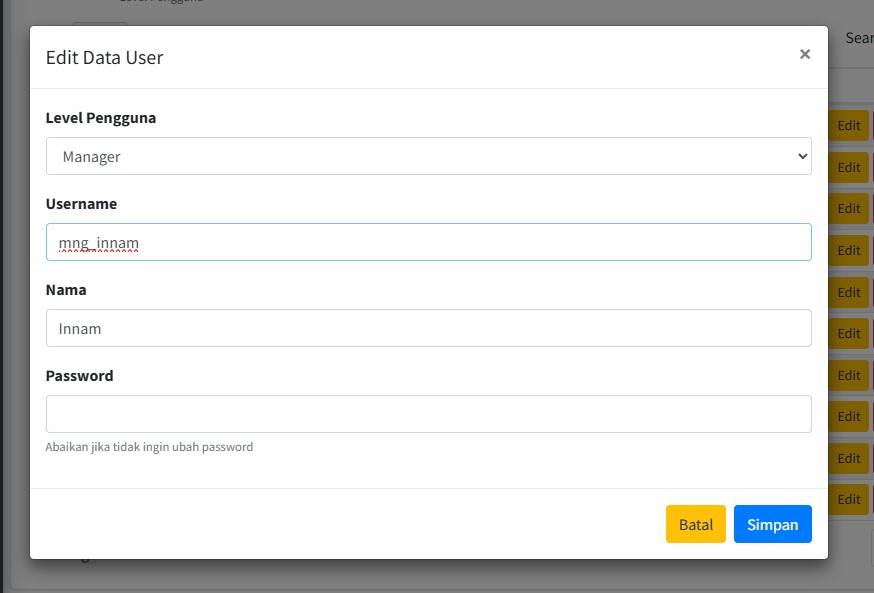 Edit Data User
×
Sear
Level Pengguna
Manager
Username
mng_innam
Nama
Innam
Password
Abaikan jika tidak ingin ubah password
Batal
Simpan
Edit
Edit
Edit
Edit
Edit
Edit
Edit
Edit
Edit
Edit